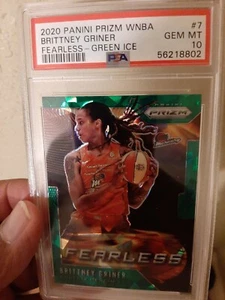 2020 PANINI PRIZM WNBA #7
BRITTNEY GRINER GEM MT
FEARLESS - GREEN ICE 10
PSA 56218802
PRIZM
FEARLESS
BRITTNEY GRINER